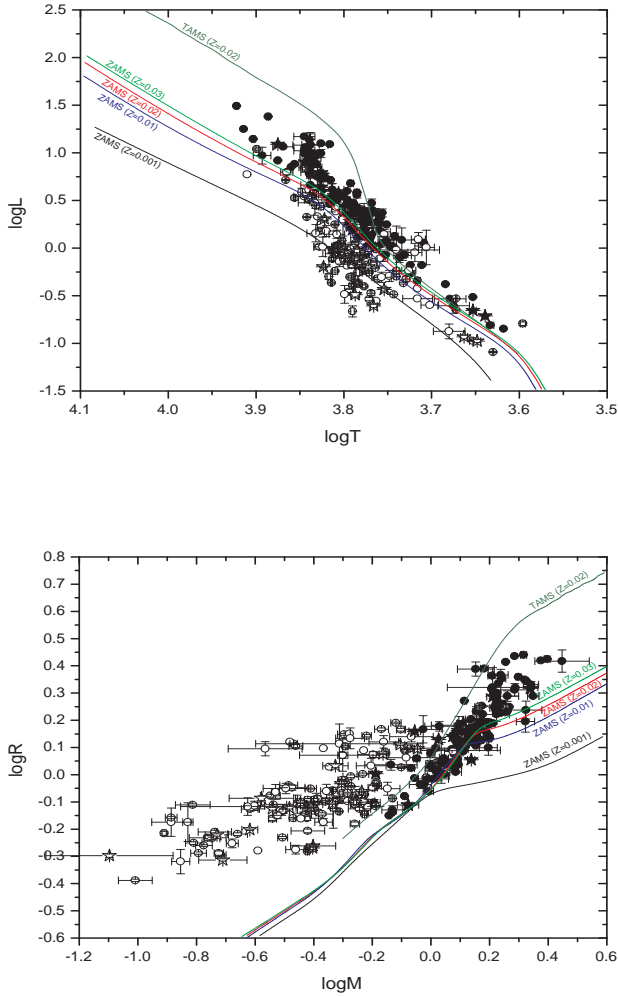 2.5
2.0
1.5
1.0
0.5
0.0
-0.5
-1.0
-1.5
logL
TAMS (Z=0.02)
ZAMS (Z=0.03)
ZAMS (Z=0.02)
ZAMS (Z=0.01)
ZAMS (Z=0.001)
4.1 4.0 3.9 3.8 3.7 3.6 3.5
logT
0.8
0.7
0.6
0.5
0.4
0.3
0.2
0.1
0.0
-0.1
-0.2
-0.3
-0.4
-0.5
-0.6
logR
TAMS (Z=0.02)
ZAMS (Z=0.03)
ZAMS (Z=0.02)
ZAMS (Z=0.01)
ZAMS (Z=0.001)
-1.2 -1.0 -0.8 -0.6 -0.4 -0.2 0.0 0.2 0.4 0.6
logM